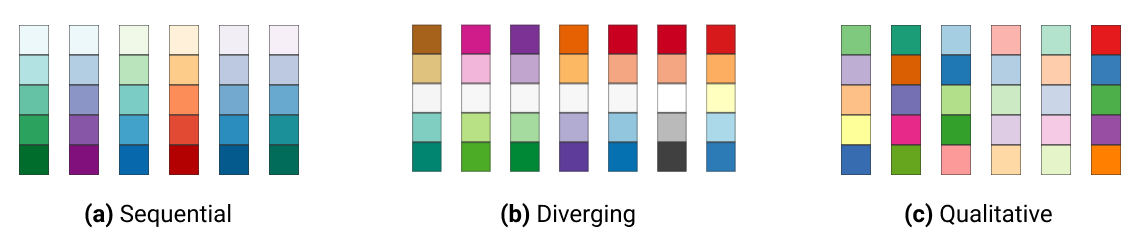 (a) Sequential
(b) Diverging
(c) Qualitative